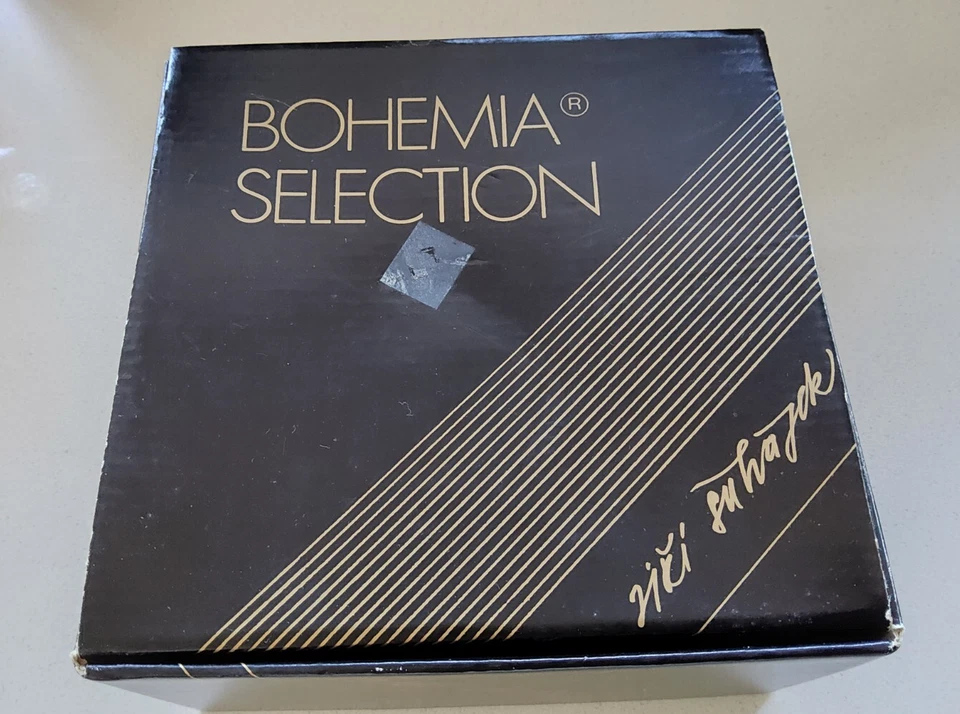 BOHEMIA®
SELECTION
jiří šuhájek